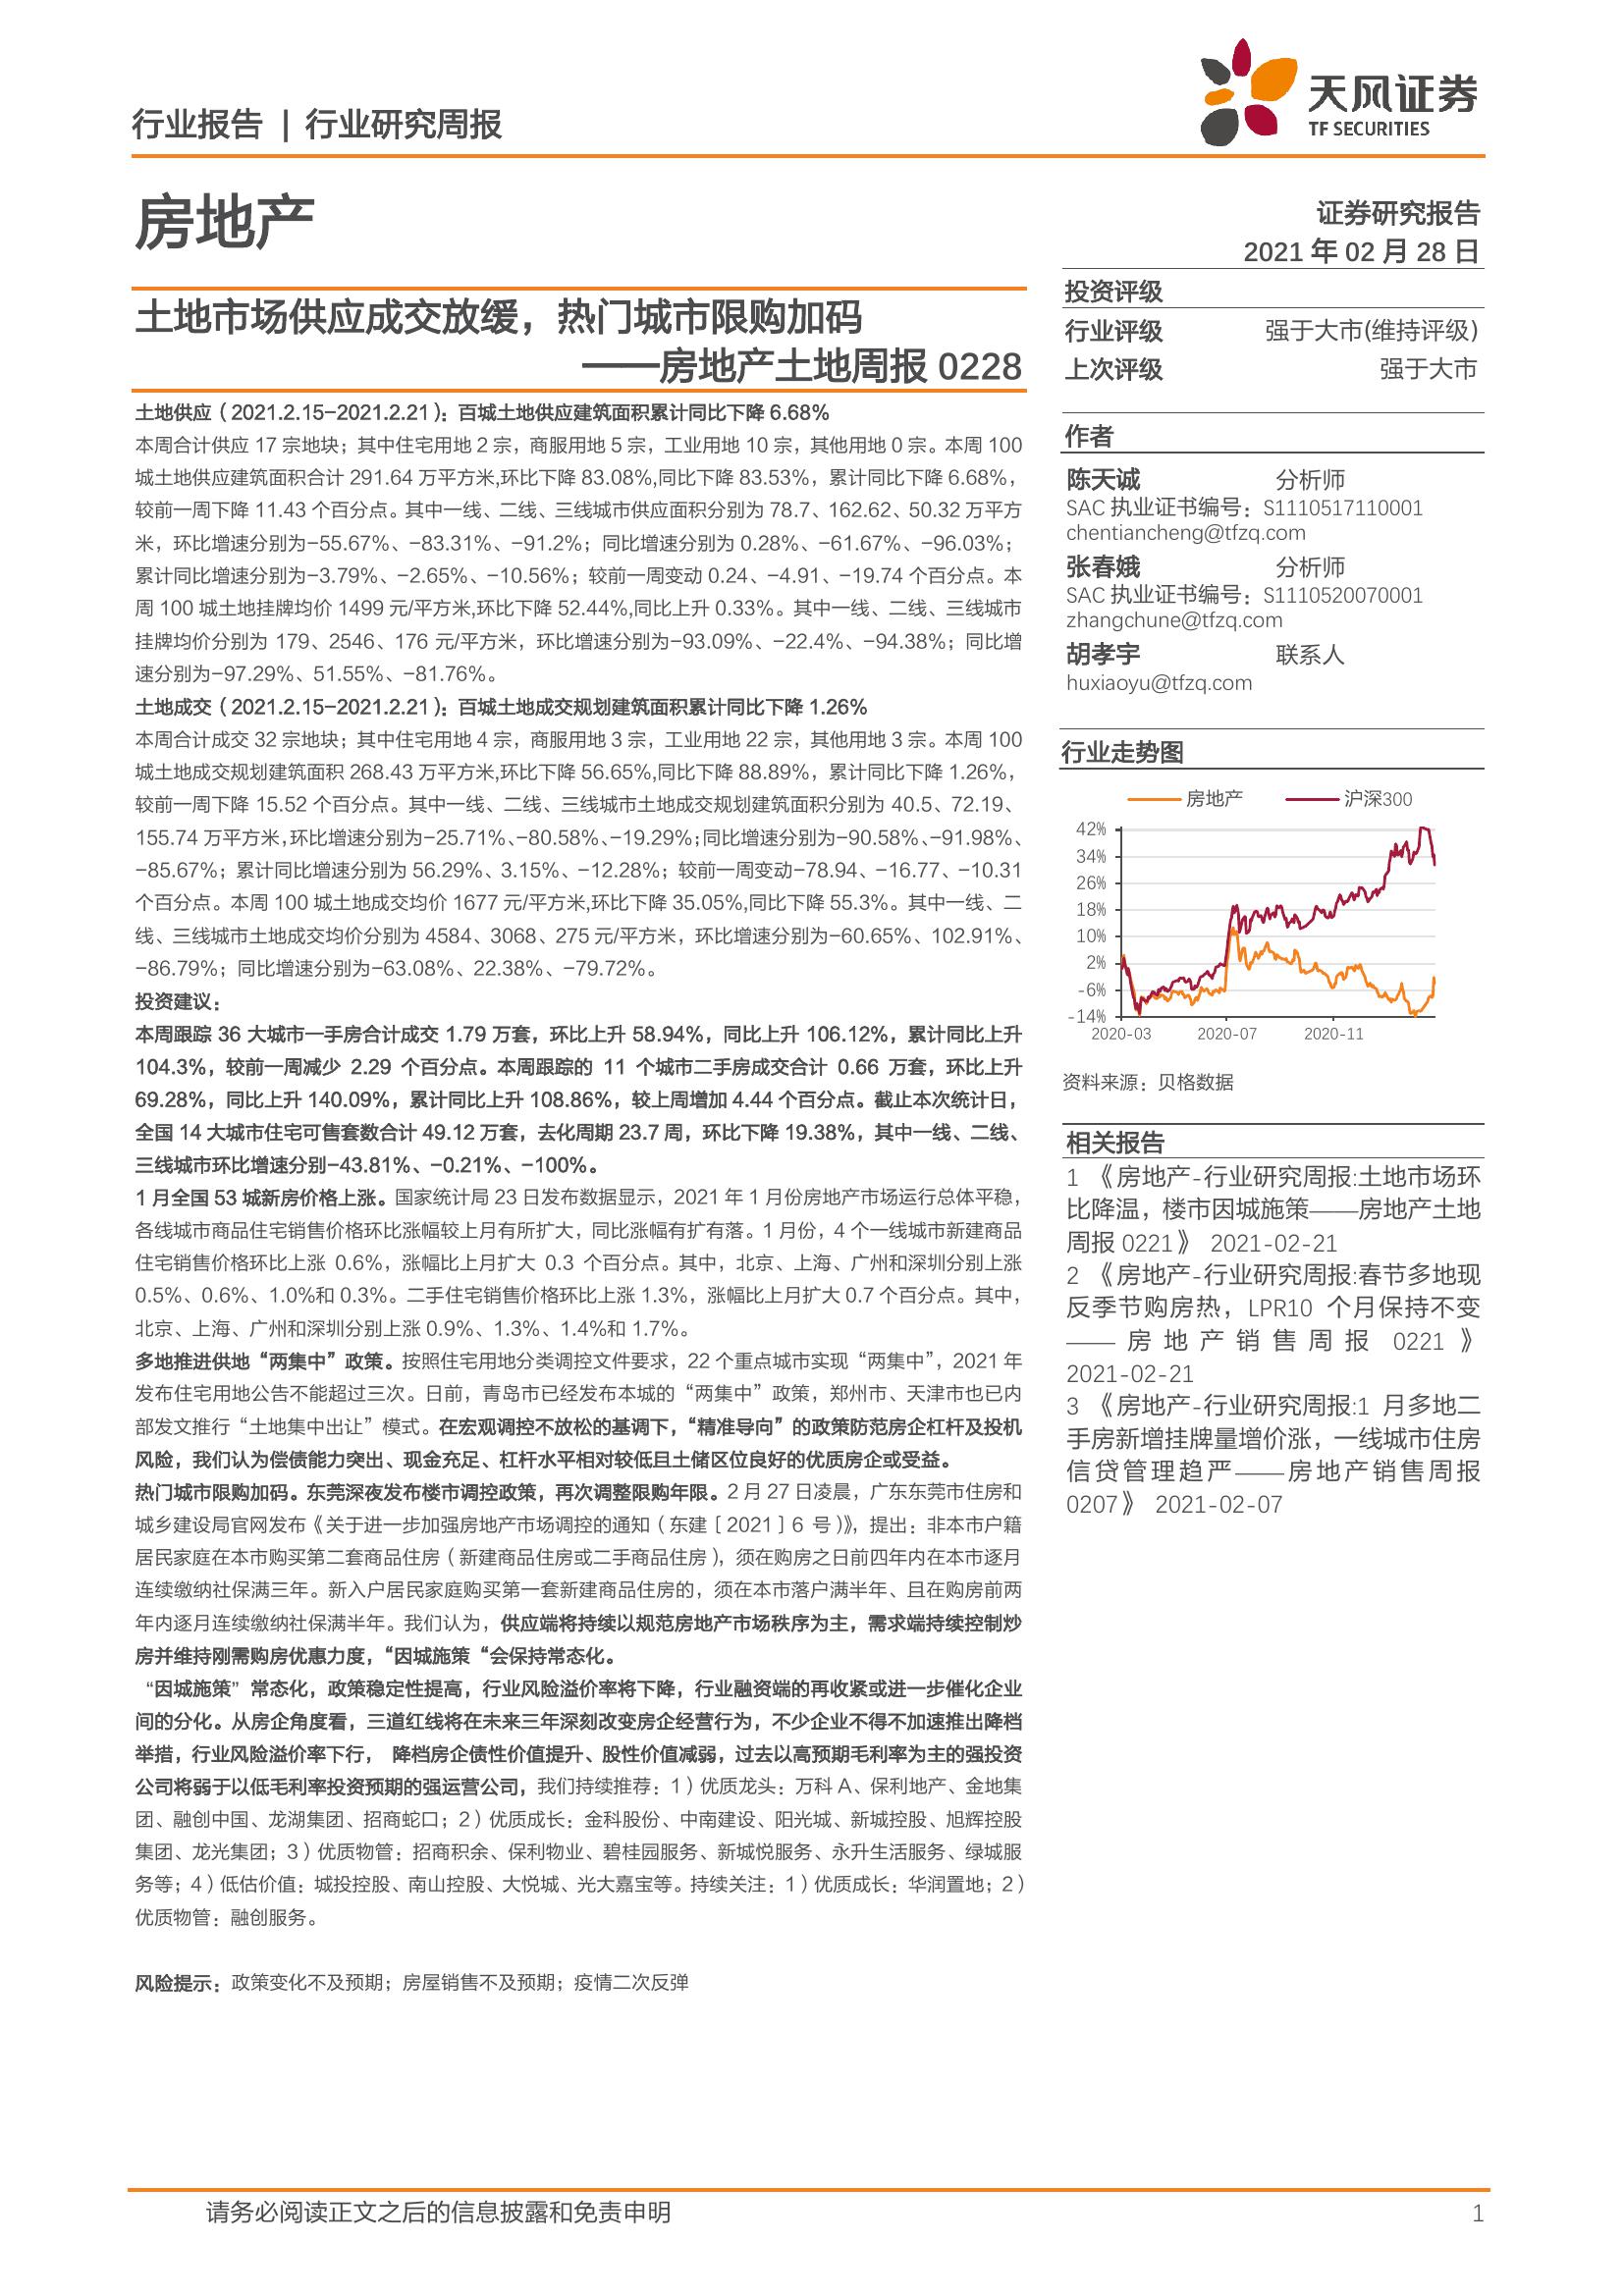 行业报告 | 行业研究周报
天风证券
TF SECURITIES
房地产
证券研究报告
2021 年 02 月 28 日
土地市场供应成交放缓，热门城市限购加码
——房地产土地周报 0228
土地供应（2021.2.15-2021.2.21）：百城土地供应建筑面积累计同比下降 6.68%
本周合计供应 17 宗地块；其中住宅用地 2 宗，商服用地 5 宗，工业用地 10 宗，其他用地 0 宗。本周 100
城土地供应建筑面积合计 291.64 万平方米,环比下降 83.08%,同比下降 83.53%，累计同比下降 6.68%，
较前一周下降 11.43 个百分点。其中一线、二线、三线城市供应面积分别为 78.7、162.62、50.32 万平方
米，环比增速分别为-55.67%、-83.31%、-91.2%；同比增速分别为 0.28%、-61.67%、-96.03%；
累计同比增速分别为-3.79%、-2.65%、-10.56%；较前一周变动 0.24、-4.91、-19.74 个百分点。本
周 100 城土地挂牌均价 1499 元/平方米,环比下降 52.44%,同比上升 0.33%。其中一线、二线、三线城市
挂牌均价分别为 179、2546、176 元/平方米，环比增速分别为-93.09%、-22.4%、-94.38%；同比增
速分别为-97.29%、51.55%、-81.76%。
土地成交（2021.2.15-2021.2.21）：百城土地成交规划建筑面积累计同比下降 1.26%
本周合计成交 32 宗地块；其中住宅用地 4 宗，商服用地 3 宗，工业用地 22 宗，其他用地 3 宗。本周 100
城土地成交规划建筑面积 268.43 万平方米,环比下降 56.65%,同比下降 88.89%，累计同比下降 1.26%，
较前一周下降 15.52 个百分点。其中一线、二线、三线城市土地成交规划建筑面积分别为 40.5、72.19、
155.74 万平方米，环比增速分别为-25.71%、-80.58%、-19.29%；同比增速分别为-90.58%、-91.98%、
-85.67%；累计同比增速分别为 56.29%、3.15%、-12.28%；较前一周变动-78.94、-16.77、-10.31
个百分点。本周 100 城土地成交均价 1677 元/平方米,环比下降 35.05%,同比下降 55.3%。其中一线、二
线、三线城市土地成交均价分别为 4584、3068、275 元/平方米，环比增速分别为-60.65%、102.91%、
-86.79%；同比增速分别为-63.08%、22.38%、-79.72%。
投资建议：
本周跟踪 36 大城市一手房合计成交 1.79 万套，环比上升 58.94%，同比上升 106.12%，累计同比上升
104.3%，较前一周减少 2.29 个百分点。本周跟踪的 11 个城市二手房成交合计 0.66 万套，环比上升
69.28%，同比上升 140.09%，累计同比上升 108.86%，较上周增加 4.44 个百分点。截止本次统计日，
全国 14 大城市住宅可售套数合计 49.12 万套，去化周期 23.7 周，环比下降 19.38%，其中一线、二线、
三线城市环比增速分别-43.81%、-0.21%、-100%。
1 月全国 53 城新房价格上涨。国家统计局 23 日发布数据显示，2021 年 1 月份房地产市场运行总体平稳，
各线城市商品住宅销售价格环比涨幅较上月有所扩大，同比涨幅有扩有落。1 月份，4 个一线城市新建商品
住宅销售价格环比上涨 0.6%，涨幅比上月扩大 0.3 个百分点。其中，北京、上海、广州和深圳分别上涨
0.5%、0.6%、1.0%和 0.3%。二手住宅销售价格环比上涨 1.3%，涨幅比上月扩大 0.7 个百分点。其中，
北京、上海、广州和深圳分别上涨 0.9%、1.3%、1.4%和 1.7%。
多地推进供地“两集中”政策。按照住宅用地分类调控文件要求，22 个重点城市实现“两集中”，2021 年
发布住宅用地公告不能超过三次。日前，青岛市已经发布本城的“两集中”政策，郑州市、天津市也已内
部发文推行“土地集中出让”模式。在宏观调控不放松的基调下，“精准导向”的政策防范房企杠杆及投机
风险，我们认为偿债能力突出、现金充足、杠杆水平相对较低且土储区位良好的优质房企或受益。
热门城市限购加码。东莞深夜发布楼市调控政策，再次调整限购年限。2 月 27 日凌晨，广东东莞市住房和
城乡建设局官网发布《关于进一步加强房地产市场调控的通知（东建［2021］6 号）》，提出：非本市户籍
居民家庭在本市购买第二套商品住房（新建商品住房或二手商品住房），须在购房之日前四年内在本市逐月
连续缴纳社保满三年。新入户居民家庭购买第一套新建商品住房的，须在本市落户满半年、且在购房前两
年内逐月连续缴纳社保满半年。我们认为，供应端将持续以规范房地产市场秩序为主，需求端持续控制炒
房并维持刚需购房优惠力度，“因城施策“会保持常态化。
“因城施策”常态化，政策稳定性提高，行业风险溢价率将下降，行业融资端的再收紧或进一步催化企业
间的分化。从房企角度看，三道红线将在未来三年深刻改变房企经营行为，不少企业不得不加速推出降档
举措，行业风险溢价率下行， 降档房企债性价值提升、股性价值减弱，过去以高预期毛利率为主的强投资
公司将弱于以低毛利率投资预期的强运营公司，我们持续推荐：1）优质龙头：万科 A、保利地产、金地集
团、融创中国、龙湖集团、招商蛇口；2）优质成长：金科股份、中南建设、阳光城、新城控股、旭辉控股
集团、龙光集团；3）优质物管：招商积余、保利物业、碧桂园服务、新城悦服务、永升生活服务、绿城服
务等；4）低估价值：城投控股、南山控股、大悦城、光大嘉宝等。持续关注：1）优质成长：华润置地；2）
优质物管：融创服务。
风险提示：政策变化不及预期；房屋销售不及预期；疫情二次反弹
投资评级
行业评级 强于大市(维持评级)
上次评级 强于大市
作者
陈天诚 分析师
SAC 执业证书编号：S1110517110001
chentiancheng@tfzq.com
张春娥 分析师
SAC 执业证书编号：S1110520070001
zhangchune@tfzq.com
胡孝宇 联系人
huxiaoyu@tfzq.com
行业走势图
房地产 沪深300
42%
34%
26%
18%
10%
2%
-6%
-14%
2020-03 2020-07 2020-11
资料来源：贝格数据
相关报告
1 《房地产-行业研究周报:土地市场环
比降温，楼市因城施策——房地产土地
周报 0221》 2021-02-21
2 《房地产-行业研究周报:春节多地现
反季节购房热，LPR10 个月保持不变
——房地产销售周报 0221》
2021-02-21
3 《房地产-行业研究周报:1 月多地二
手房新增挂牌量增价涨，一线城市住房
信贷管理趋严——房地产销售周报
0207》 2021-02-07
请务必阅读正文之后的信息披露和免责申明 1